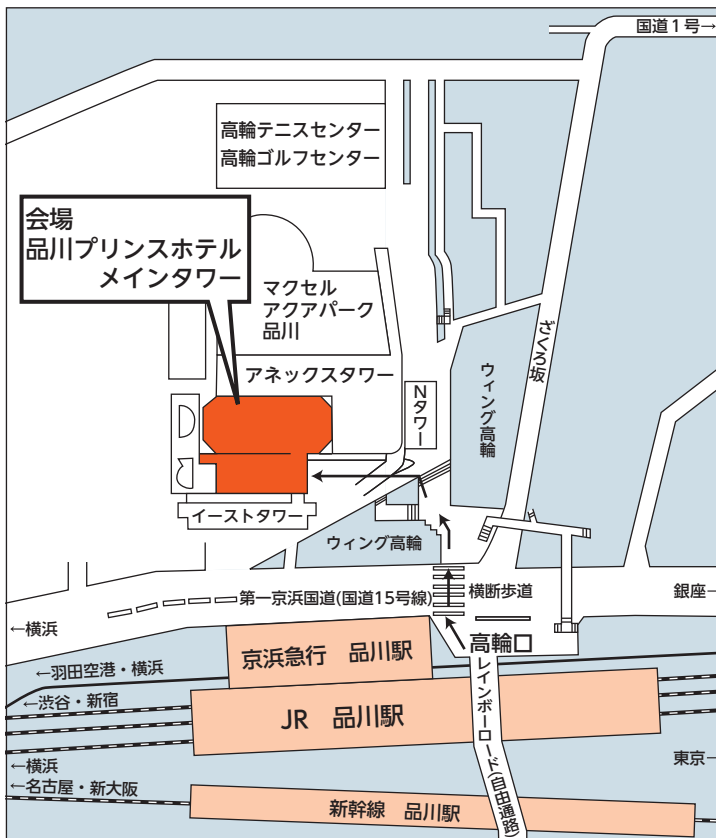 国道1号→
高輪テニスセンター
高輪ゴルフセンター
会場
品川プリンスホテル
メインタワー
マクセル
アクアパーク
品川
アネックスタワー
Nタワー
ウィング高輪
ざくろ坂
イーストタワー
ウィング高輪
第一京浜国道(国道15号線)
横断歩道
銀座→
←横浜
高輪口
京浜急行 品川駅
←羽田空港・横浜
←渋谷・新宿
JR 品川駅
レインボーロード(自由通路)
←横浜
東京→
←名古屋・新大阪
新幹線 品川駅